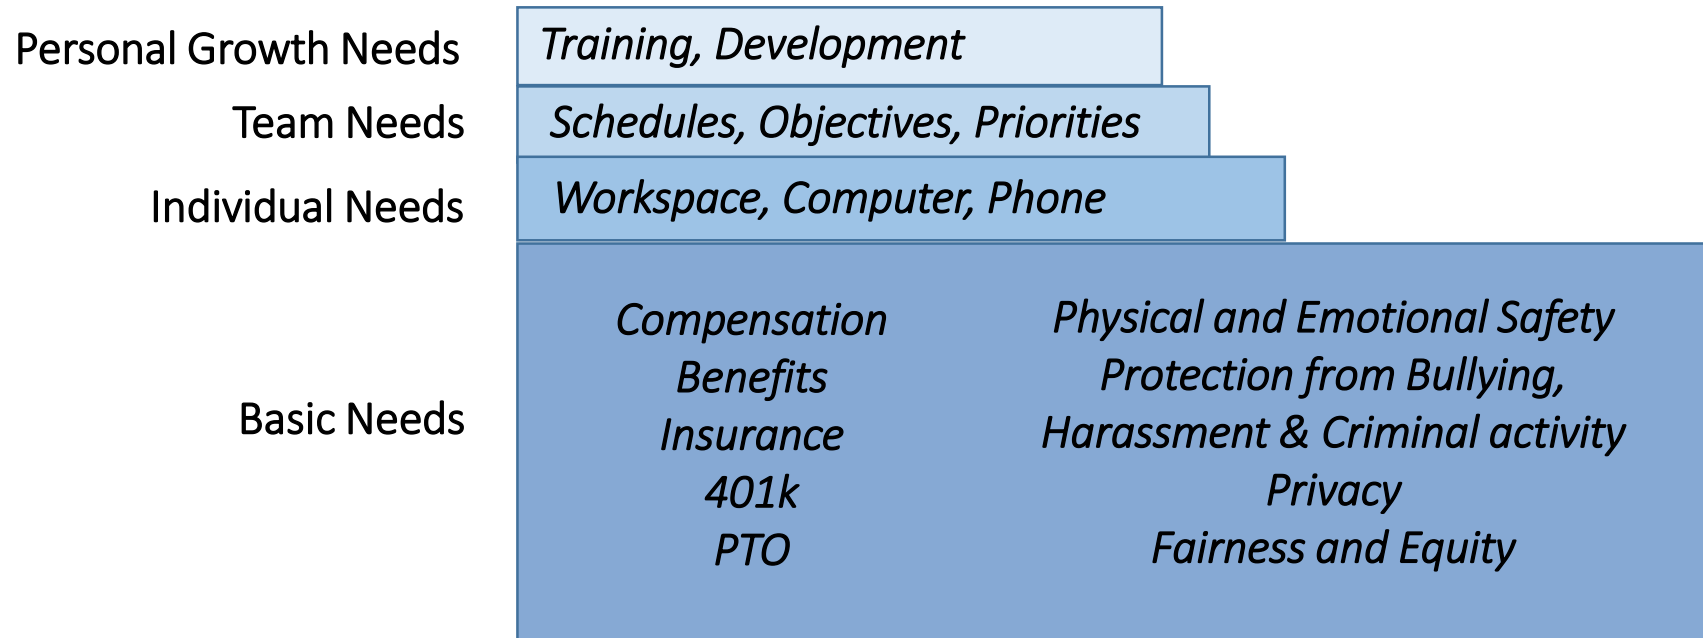 Personal Growth Needs
Training, Development
Team Needs
Schedules, Objectives, Priorities
Individual Needs
Workspace, Computer, Phone
Basic Needs
Compensation
Benefits
Insurance
401k
PTO
Physical and Emotional Safety
Protection from Bullying,
Harassment & Criminal activity
Privacy
Fairness and Equity